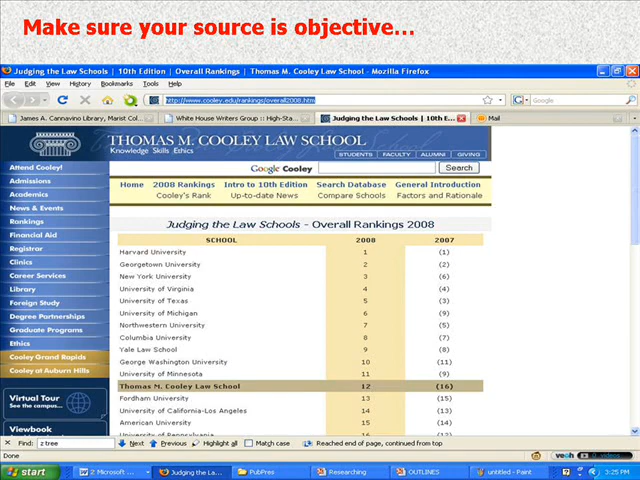 Make sure your source is objective…
Judging the Law Schools | 10th Edition | Overall Rankings | Thomas M. Cooley Law School - Mozilla Firefox
File Edit View History Bookmarks Tools Help
http://www.cooley.edu/rankings/overall2008.htm
Google
James A. Cannavino Library, Marist Col...
White House Writers Group :: High-Sta...
Judging the Law Schools | 10th E...
Mail
THOMAS M. COOLEY LAW SCHOOL
Knowledge Skills Ethics
STUDENTS FACULTY ALUMNI GIVING
Google Cooley Search
Attend Cooley!
Admissions
Academics
News & Events
Rankings
Financial Aid
Registrar
Clinics
Career Services
Library
Foreign Study
Degree Partnerships
Graduate Programs
Ethics
Cooley Grand Rapids
Cooley at Auburn Hills
Virtual Tour
See the campus...
Viewbook
Home 2008 Rankings Intro to 10th Edition Search Database General Introduction
Cooley's Rank Up-to-date News Compare Schools Factors and Rationale
Judging the Law Schools - Overall Rankings 2008
SCHOOL 2008 2007
Harvard University 1 (1)
Georgetown University 2 (2)
New York University 3 (6)
University of Virginia 4 (4)
University of Texas 5 (3)
University of Michigan 6 (9)
Northwestern University 7 (5)
Columbia University 8 (7)
Yale Law School 9 (8)
George Washington University 10 (11)
University of Minnesota 11 (9)
Thomas M. Cooley Law School 12 (16)
Fordham University 13 (15)
University of California-Los Angeles 14 (13)
American University 15 (14)
University of Pennsylvania
Find: z tree Next Previous Highlight all Match case Reached end of page, continued from top
Done
veoh
0 videos
start
2 Microsoft ...
Judging the La...
PubPres
Researching
OUTLINES
untitled - Paint
3:25 PM